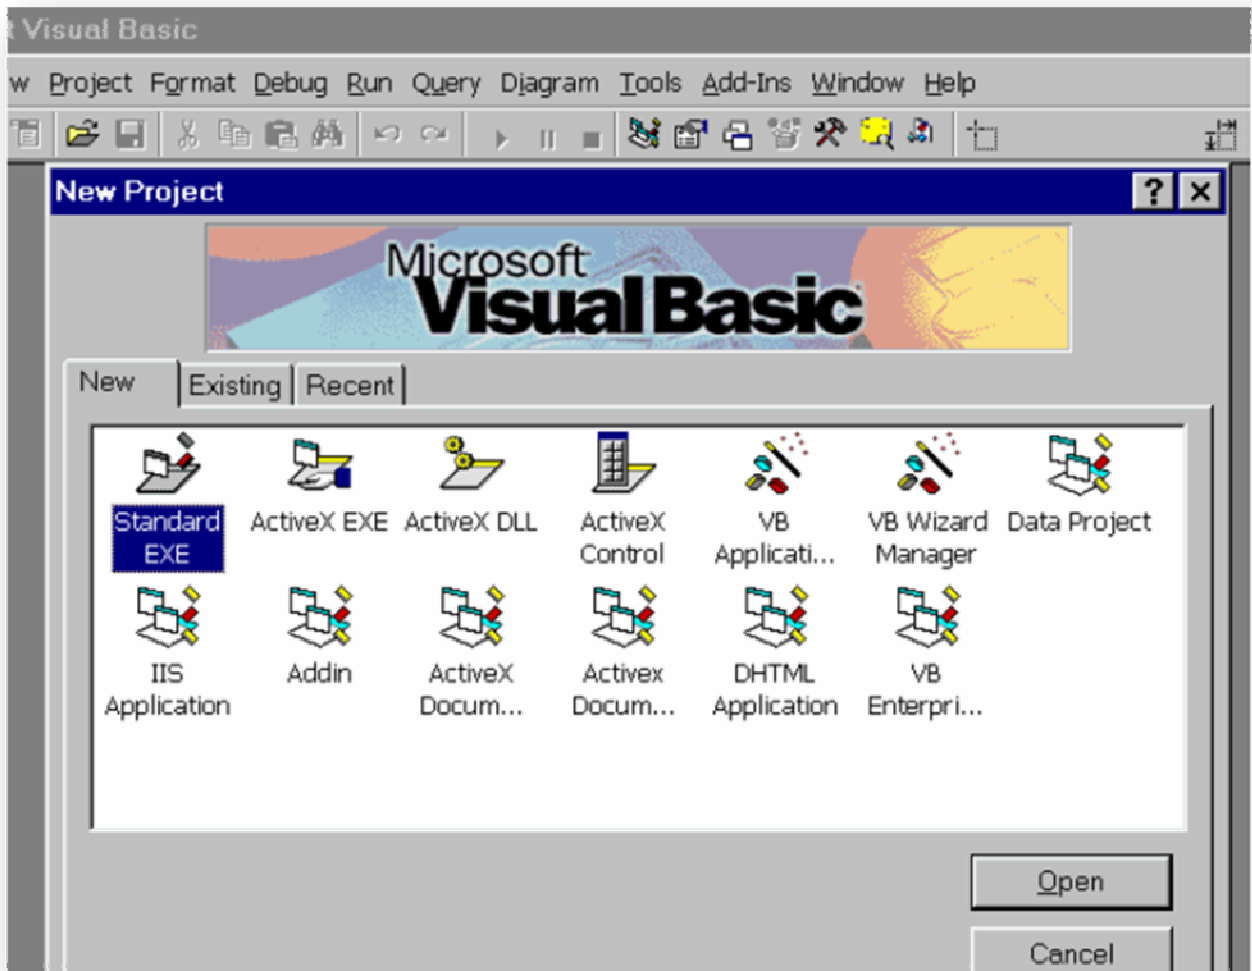 t Visual Basic
w Project Format Debug Run Query Diagram Tools Add-Ins Window Help
New Project
Microsoft
Visual Basic
New Existing Recent
Standard EXE
ActiveX EXE
ActiveX DLL
ActiveX Control
VB Applicati...
VB Wizard Manager
Data Project
IIS Application
Addin
ActiveX Docum...
Activex Docum...
DHTML Application
VB Enterpri...
Open
Cancel